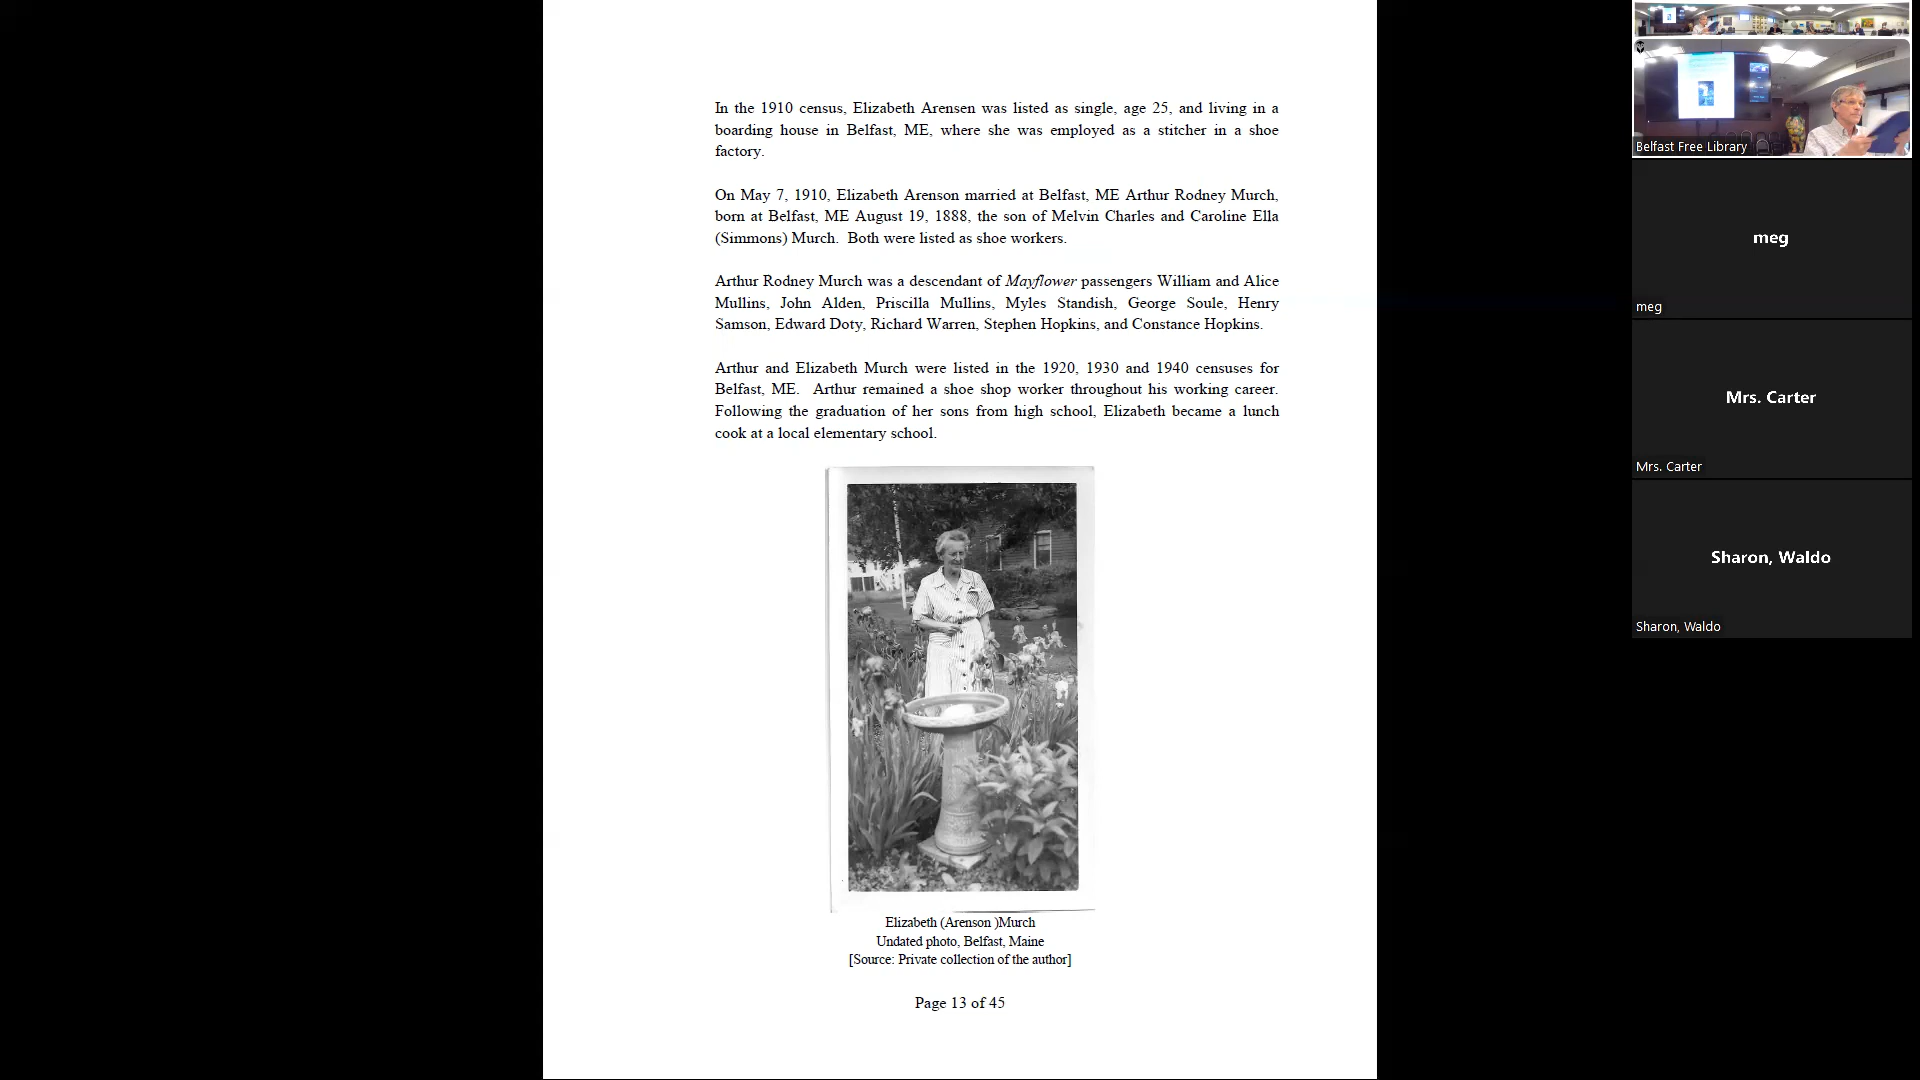 In the 1910 census, Elizabeth Arensen was listed as single, age 25, and living in a
boarding house in Belfast, ME, where she was employed as a stitcher in a shoe
factory.
On May 7, 1910, Elizabeth Arenson married at Belfast, ME Arthur Rodney Murch,
born at Belfast, ME August 19, 1888, the son of Melvin Charles and Caroline Ella
(Simmons) Murch.  Both were listed as shoe workers.
Arthur Rodney Murch was a descendant of Mayflower passengers William and Alice
Mullins, John Alden, Priscilla Mullins, Myles Standish, George Soule, Henry
Samson, Edward Doty, Richard Warren, Stephen Hopkins, and Constance Hopkins.
Arthur and Elizabeth Murch were listed in the 1920, 1930 and 1940 censuses for
Belfast, ME.  Arthur remained a shoe shop worker throughout his working career.
Following the graduation of her sons from high school, Elizabeth became a lunch
cook at a local elementary school.
Elizabeth (Arenson )Murch
Undated photo, Belfast, Maine
[Source: Private collection of the author]
Page 13 of 45
Belfast Free Library
meg
meg
Mrs. Carter
Mrs. Carter
Sharon, Waldo
Sharon, Waldo